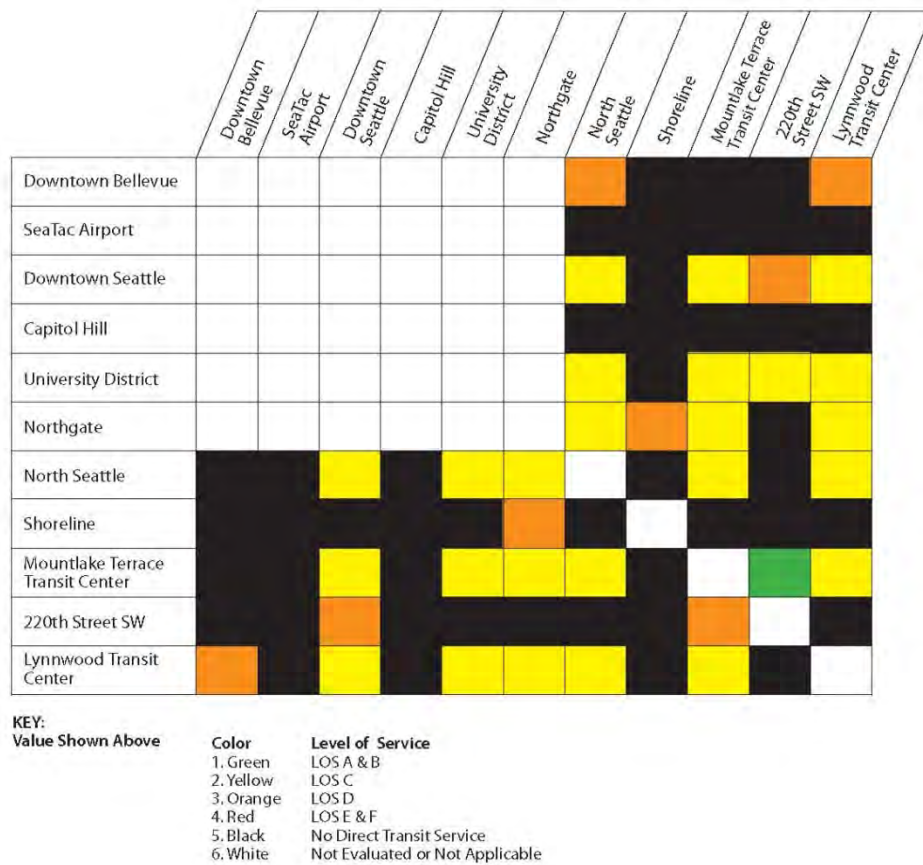 Downtown
Bellevue
SeaTac
Airport
Downtown
Seattle
Capitol Hill
University
District
Northgate
North
Seattle
Shoreline
Mountlake Terrace
Transit Center
220th
Street SW
Lynnwood
Transit Center
Downtown Bellevue
SeaTac Airport
Downtown Seattle
Capitol Hill
University District
Northgate
North Seattle
Shoreline
Mountlake Terrace
Transit Center
220th Street SW
Lynnwood Transit
Center
KEY:
Value Shown Above
Color Level of Service
1. Green LOS A & B
2. Yellow LOS C
3. Orange LOS D
4. Red LOS E & F
5. Black No Direct Transit Service
6. White Not Evaluated or Not Applicable